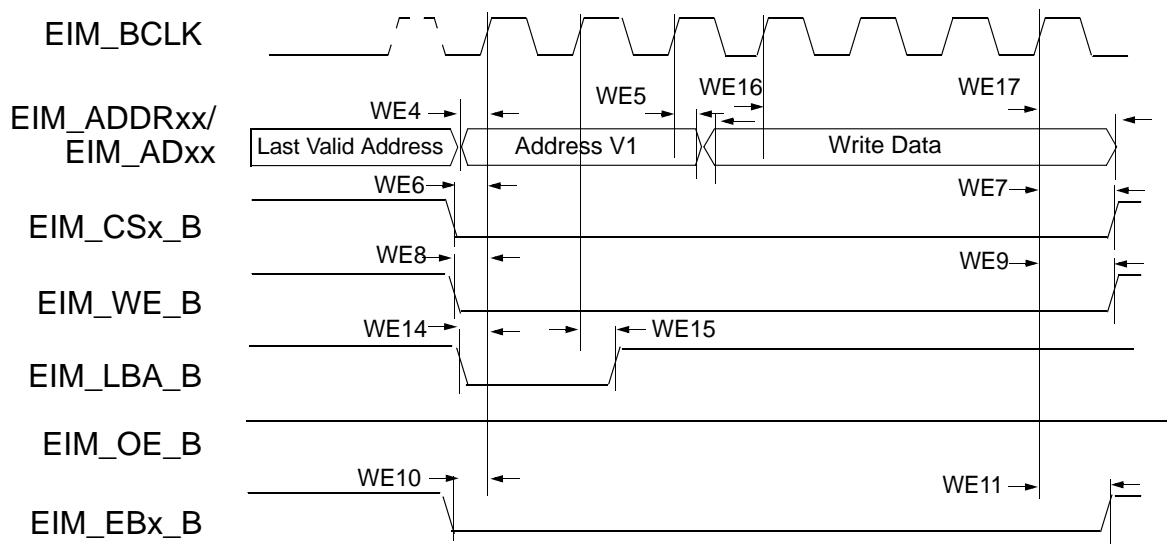 EIM_BCLK
WE4
WE5
WE16
WE17
EIM_ADDRxx/
EIM_ADxx
Last Valid Address
Address V1
Write Data
WE6
WE7
EIM_CSx_B
WE8
WE9
EIM_WE_B
WE14
WE15
EIM_LBA_B
EIM_OE_B
WE10
WE11
EIM_EBx_B